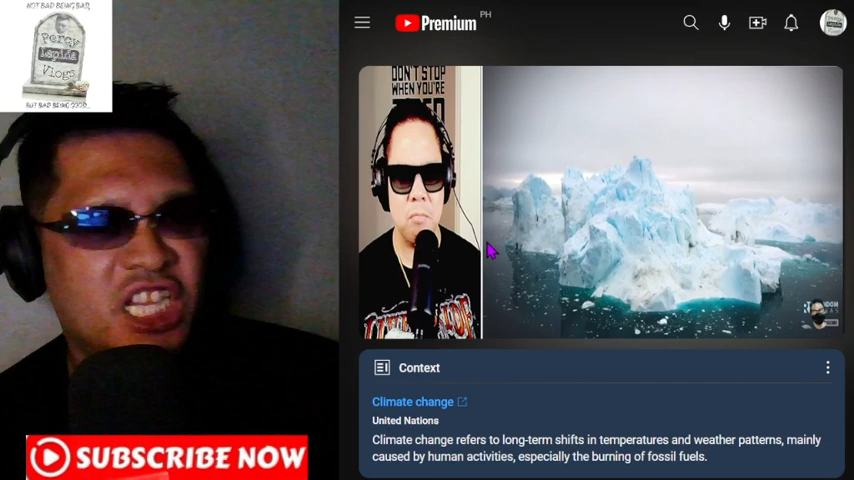 NOT BAD BEING BAD,
Percy
Lapida
Vlogs
NOT BAD BEING GOOD...
SUBSCRIBE NOW
Premium
PH
DON'T STOP
WHEN YOU'RE
Context
Climate change
United Nations
Climate change refers to long-term shifts in temperatures and weather patterns, mainly
caused by human activities, especially the burning of fossil fuels.